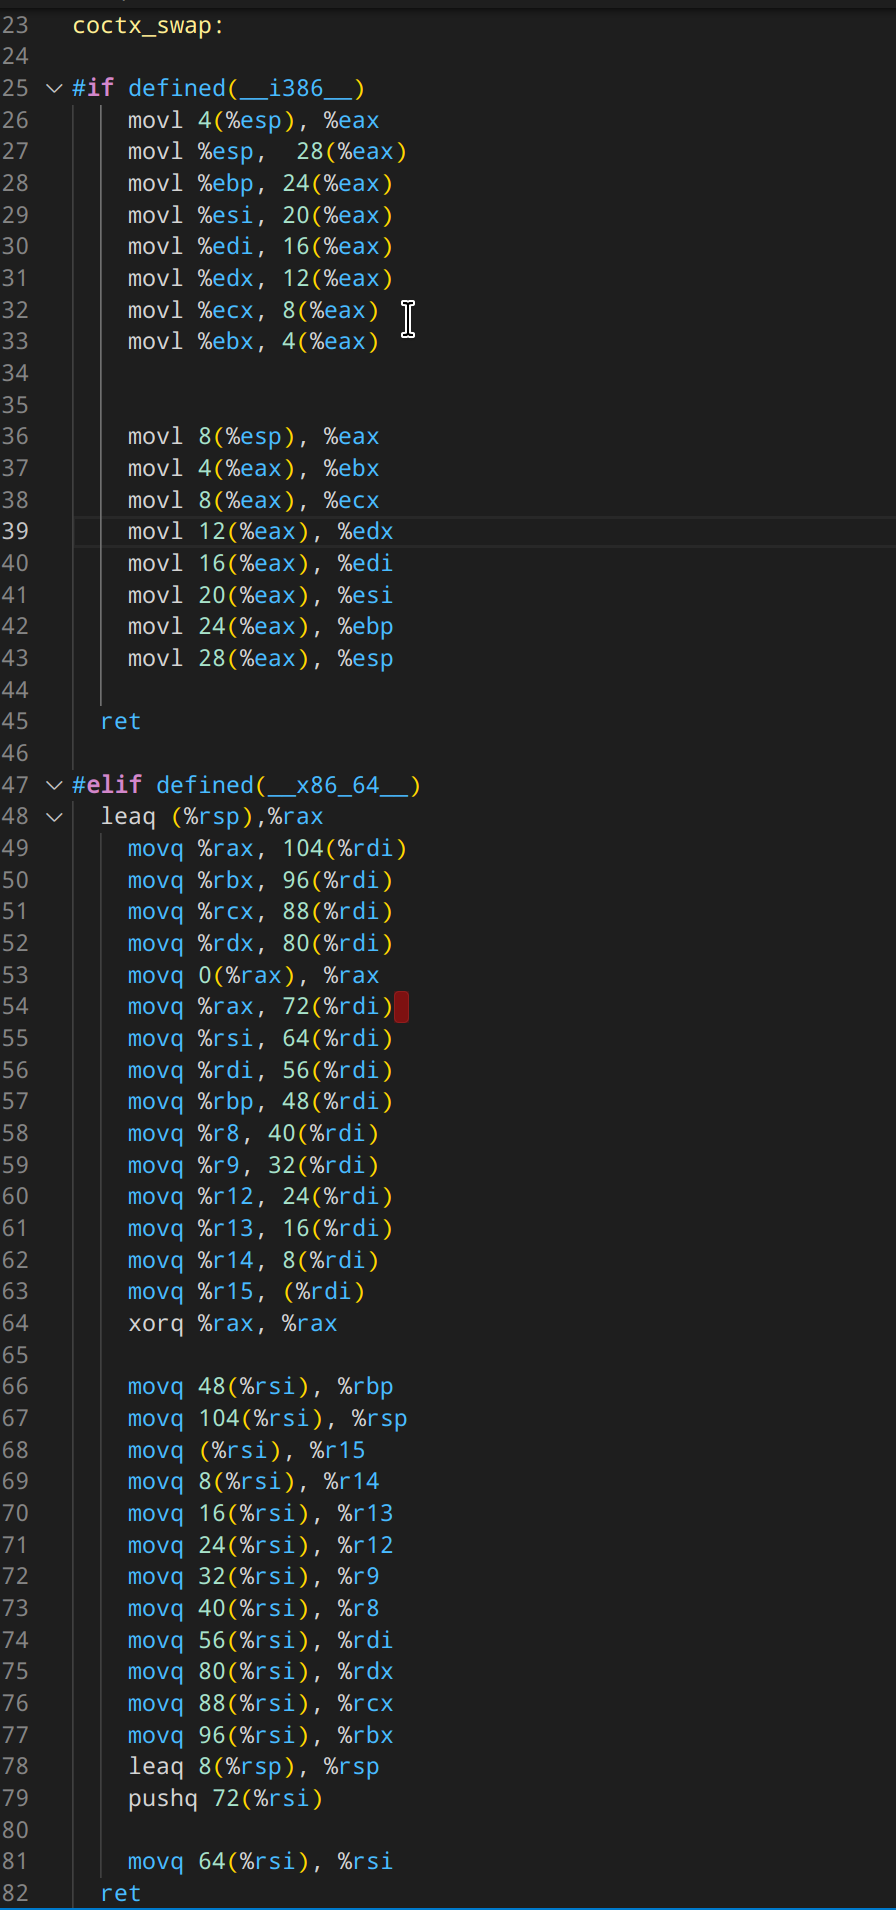 23 coctx_swap:
24
25 #if defined(__i386__)
26 movl 4(%esp), %eax
27 movl %esp,  28(%eax)
28 movl %ebp, 24(%eax)
29 movl %esi, 20(%eax)
30 movl %edi, 16(%eax)
31 movl %edx, 12(%eax)
32 movl %ecx, 8(%eax)
33 movl %ebx, 4(%eax)
34
35
36 movl 8(%esp), %eax
37 movl 4(%eax), %ebx
38 movl 8(%eax), %ecx
39 movl 12(%eax), %edx
40 movl 16(%eax), %edi
41 movl 20(%eax), %esi
42 movl 24(%eax), %ebp
43 movl 28(%eax), %esp
44
45 ret
46
47 #elif defined(__x86_64__)
48 leaq (%rsp),%rax
49 movq %rax, 104(%rdi)
50 movq %rbx, 96(%rdi)
51 movq %rcx, 88(%rdi)
52 movq %rdx, 80(%rdi)
53 movq 0(%rax), %rax
54 movq %rax, 72(%rdi)
55 movq %rsi, 64(%rdi)
56 movq %rdi, 56(%rdi)
57 movq %rbp, 48(%rdi)
58 movq %r8, 40(%rdi)
59 movq %r9, 32(%rdi)
60 movq %r12, 24(%rdi)
61 movq %r13, 16(%rdi)
62 movq %r14, 8(%rdi)
63 movq %r15, (%rdi)
64 xorq %rax, %rax
65
66 movq 48(%rsi), %rbp
67 movq 104(%rsi), %rsp
68 movq (%rsi), %r15
69 movq 8(%rsi), %r14
70 movq 16(%rsi), %r13
71 movq 24(%rsi), %r12
72 movq 32(%rsi), %r9
73 movq 40(%rsi), %r8
74 movq 56(%rsi), %rdi
75 movq 80(%rsi), %rdx
76 movq 88(%rsi), %rcx
77 movq 96(%rsi), %rbx
78 leaq 8(%rsp), %rsp
79 pushq 72(%rsi)
80
81 movq 64(%rsi), %rsi
82 ret